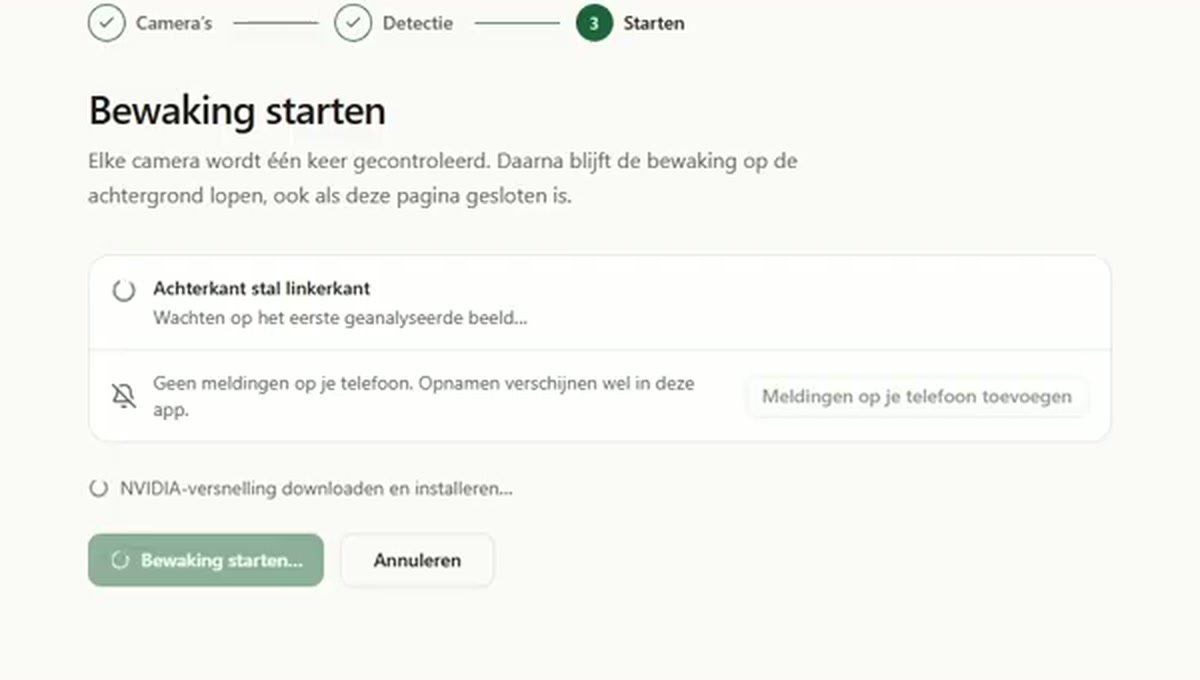 Camera's
Detectie
3
Starten
Bewaking starten
Elke camera wordt één keer gecontroleerd. Daarna blijft de bewaking op de
achtergrond lopen, ook als deze pagina gesloten is.
Achterkant stal linkerkant
Wachten op het eerste geanalyseerde beeld...
Geen meldingen op je telefoon. Opnamen verschijnen wel in deze
app.
Meldingen op je telefoon toevoegen
NVIDIA-versnelling downloaden en installeren...
Bewaking starten...
Annuleren